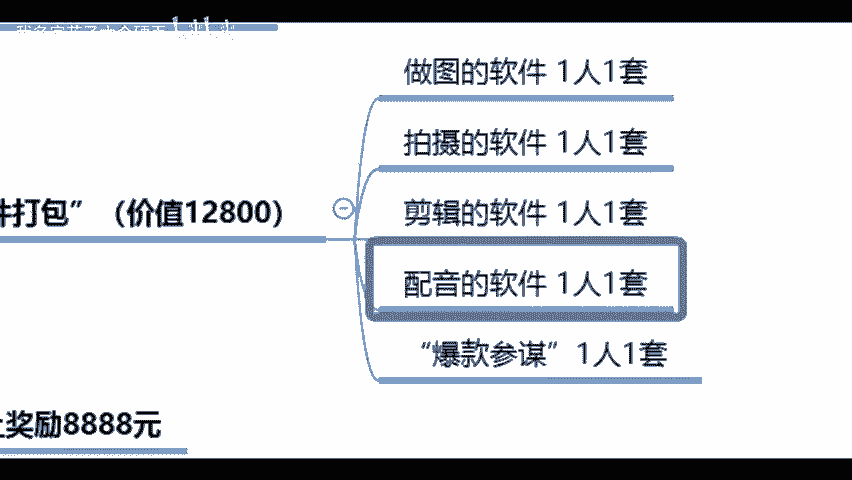 做图的软件 1人1套
拍摄的软件 1人1套
件打包”（价值12800）
剪辑的软件 1人1套
配音的软件 1人1套
“爆款参谋” 1人1套
奖励8888元